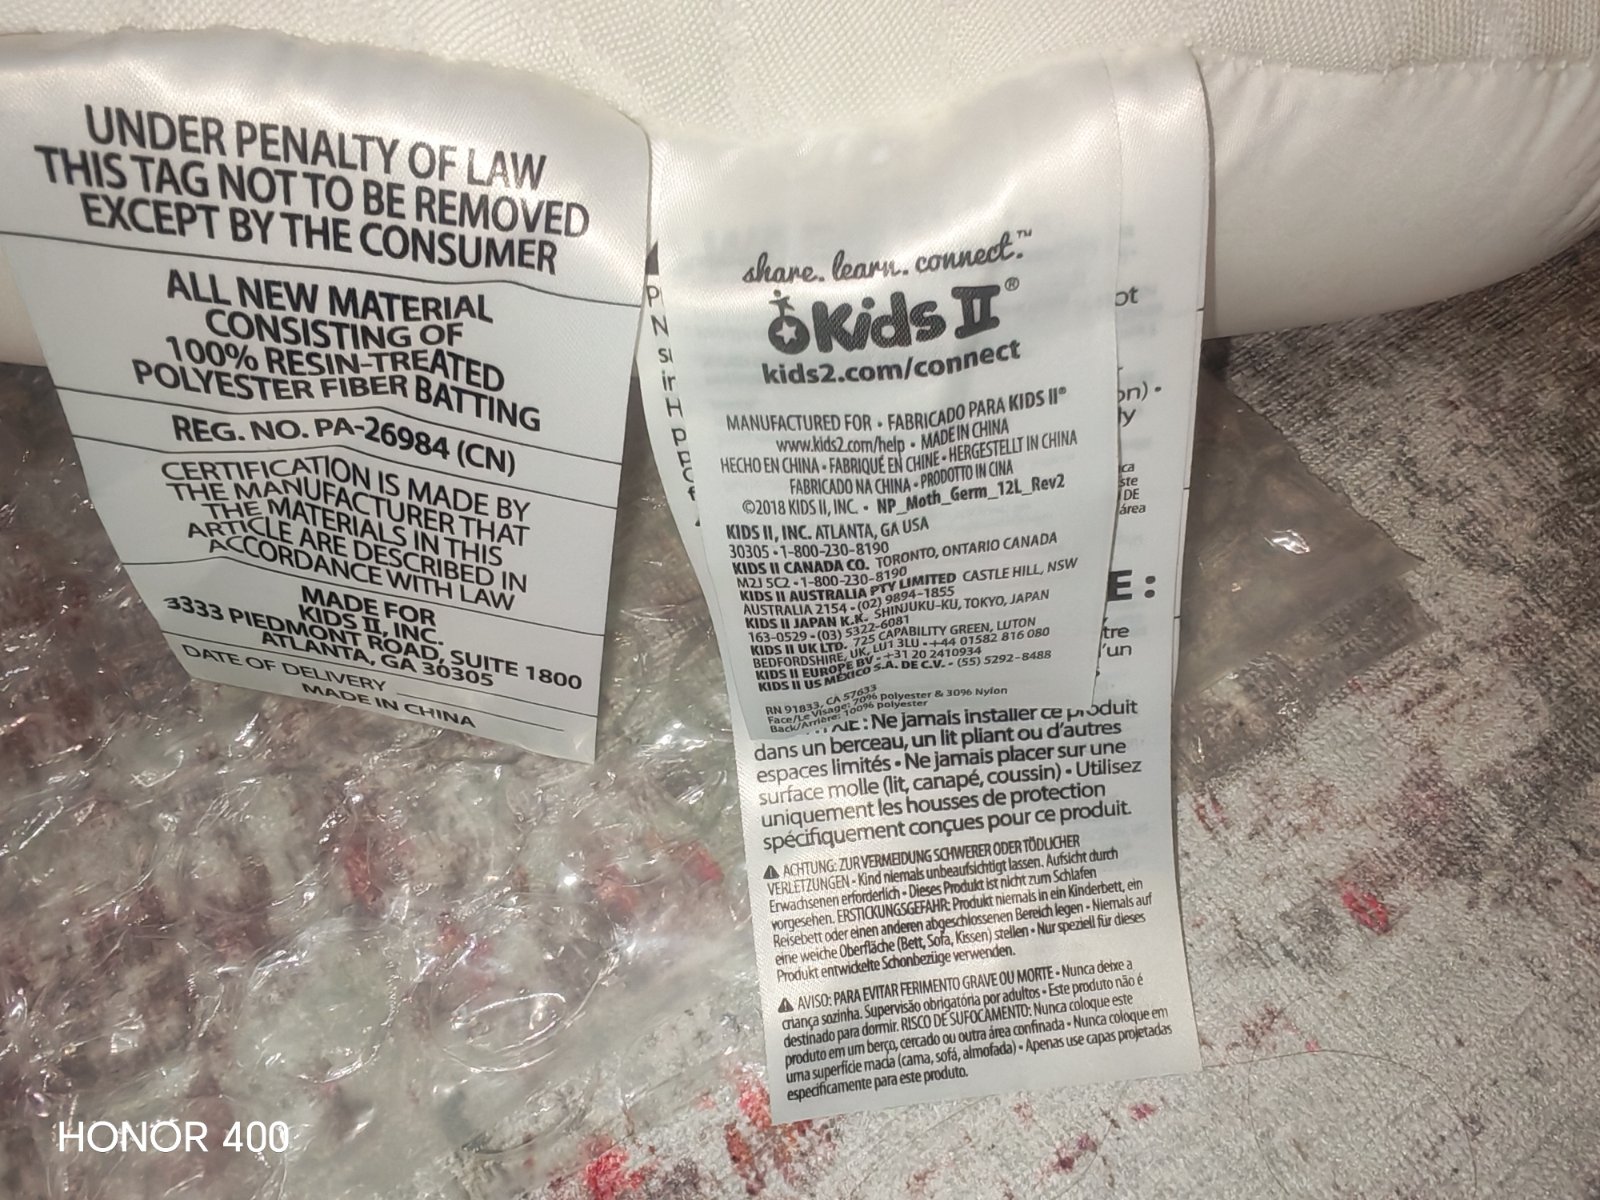 UNDER PENALTY OF LAW
THIS TAG NOT TO BE REMOVED
EXCEPT BY THE CONSUMER
ALL NEW MATERIAL
CONSISTING OF
100% RESIN-TREATED
POLYESTER FIBER BATTING
REG. NO. PA-26984 (CN)
CERTIFICATION IS MADE BY
THE MANUFACTURER THAT
THE MATERIALS IN THIS
ARTICLE ARE DESCRIBED IN
ACCORDANCE WITH LAW
MADE FOR
KIDS II, INC.
3333 PIEDMONT ROAD, SUITE 1800
ATLANTA, GA 30305
DATE OF DELIVERY
MADE IN CHINA
share. learn. connect.™
Kids II®
kids2.com/connect
MANUFACTURED FOR • FABRICADO PARA KIDS II®
www.kids2.com/help • MADE IN CHINA
HECHO EN CHINA • FABRIQUÉ EN CHINE • HERGESTELLT IN CHINA
FABRICADO NA CHINA • PRODOTTO IN CINA
©2018 KIDS II, INC. • NP_Moth_Germ_12L_Rev2
KIDS II, INC. ATLANTA, GA USA
30305 • 1-800-230-8190
KIDS II CANADA CO. TORONTO, ONTARIO CANADA
M2J 5C2 • 1-800-230-8190
KIDS II AUSTRALIA PTY LIMITED CASTLE HILL, NSW
AUSTRALIA 2154 • (02) 9894-1855
KIDS II JAPAN K.K. SHINJUKU-KU, TOKYO, JAPAN
163-0529 • (03) 5322-6081
KIDS II UK LTD. 725 CAPABILITY GREEN, LUTON
BEDFORDSHIRE, UK, LU1 3LU • +44 01582 816 080
KIDS II EUROPE BV • +31 20 2410934
KIDS II US MÉXICO S.A. DE C.V. • (55) 5292-8488
RN 91833, CA 57633
Face/Le Visage: 70% polyester & 30% Nylon
Back/Arrière: 100% polyester
: Ne jamais installer ce produit
dans un berceau, un lit pliant ou d'autres
espaces limités • Ne jamais placer sur une
surface molle (lit, canapé, coussin) • Utilisez
uniquement les housses de protection
spécifiquement conçues pour ce produit.
⚠ ACHTUNG: ZUR VERMEIDUNG SCHWERER ODER TÖDLICHER
VERLETZUNGEN • Kind niemals unbeaufsichtigt lassen. Aufsicht durch
Erwachsenen erforderlich • Dieses Produkt ist nicht zum Schlafen
vorgesehen. ERSTICKUNGSGEFAHR: Produkt niemals in ein Kinderbett, ein
Reisebett oder einen anderen abgeschlossenen Bereich legen • Niemals auf
eine weiche Oberfläche (Bett, Sofa, Kissen) stellen • Nur speziell für dieses
Produkt entwickelte Schonbezüge verwenden.
⚠ AVISO: PARA EVITAR FERIMENTO GRAVE OU MORTE • Nunca deixe a
criança sozinha. Supervisão obrigatória por adultos • Este produto não é
destinado para dormir. RISCO DE SUFOCAMENTO: Nunca coloque este
produto em um berço, cercado ou outra área confinada • Nunca coloque em
uma superfície macia (cama, sofá, almofada) • Apenas use capas projetadas
especificamente para este produto.
HONOR 400